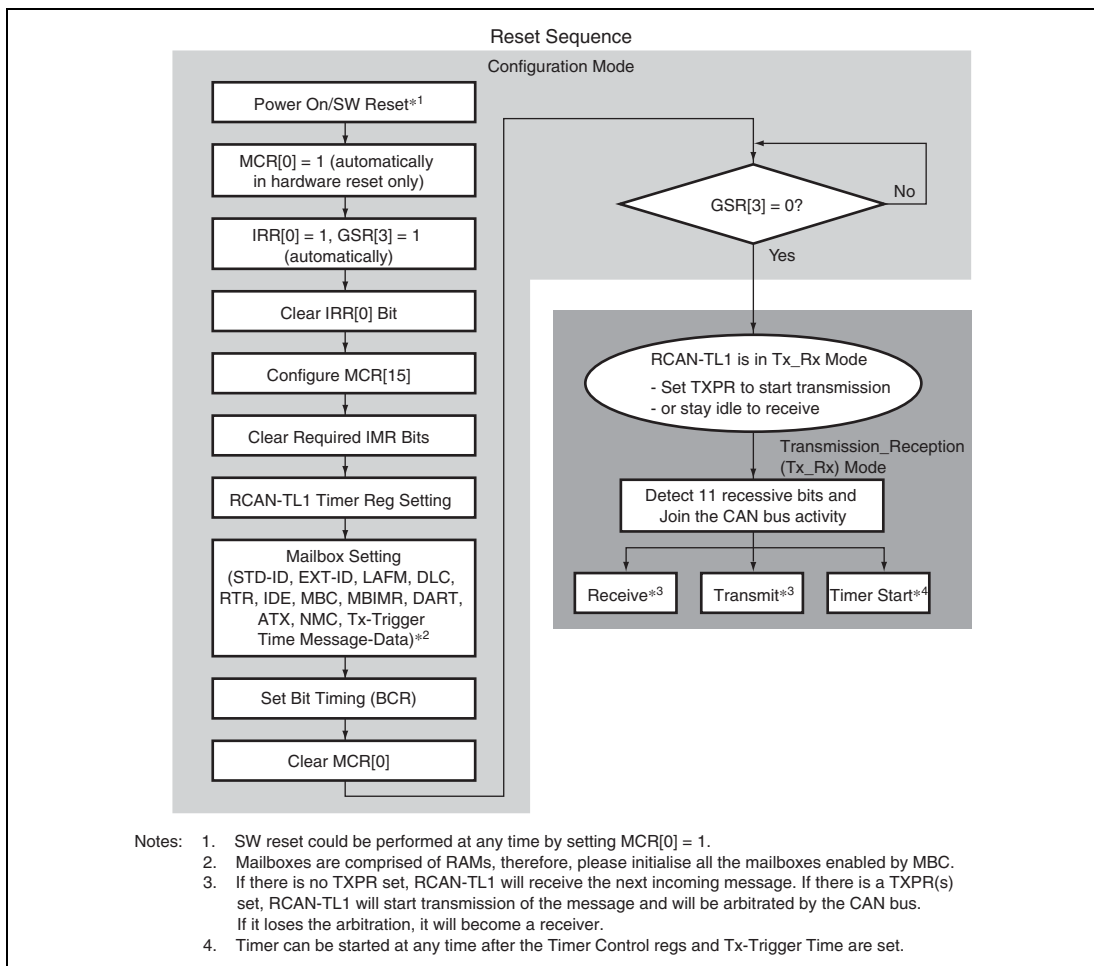 Reset Sequence
Configuration Mode
Power On/SW Reset*1
MCR[0] = 1 (automatically
in hardware reset only)
IRR[0] = 1, GSR[3] = 1
(automatically)
Clear IRR[0] Bit
Configure MCR[15]
Clear Required IMR Bits
RCAN-TL1 Timer Reg Setting
Mailbox Setting
(STD-ID, EXT-ID, LAFM, DLC,
RTR, IDE, MBC, MBIMR, DART,
ATX, NMC, Tx-Trigger
Time Message-Data)*2
Set Bit Timing (BCR)
Clear MCR[0]
GSR[3] = 0?
No
Yes
RCAN-TL1 is in Tx_Rx Mode
- Set TXPR to start transmission
- or stay idle to receive
Transmission_Reception
(Tx_Rx) Mode
Detect 11 recessive bits and
Join the CAN bus activity
Receive*3
Transmit*3
Timer Start*4
Notes: 1. SW reset could be performed at any time by setting MCR[0] = 1.
2. Mailboxes are comprised of RAMs, therefore, please initialise all the mailboxes enabled by MBC.
3. If there is no TXPR set, RCAN-TL1 will receive the next incoming message. If there is a TXPR(s)
set, RCAN-TL1 will start transmission of the message and will be arbitrated by the CAN bus.
If it loses the arbitration, it will become a receiver.
4. Timer can be started at any time after the Timer Control regs and Tx-Trigger Time are set.